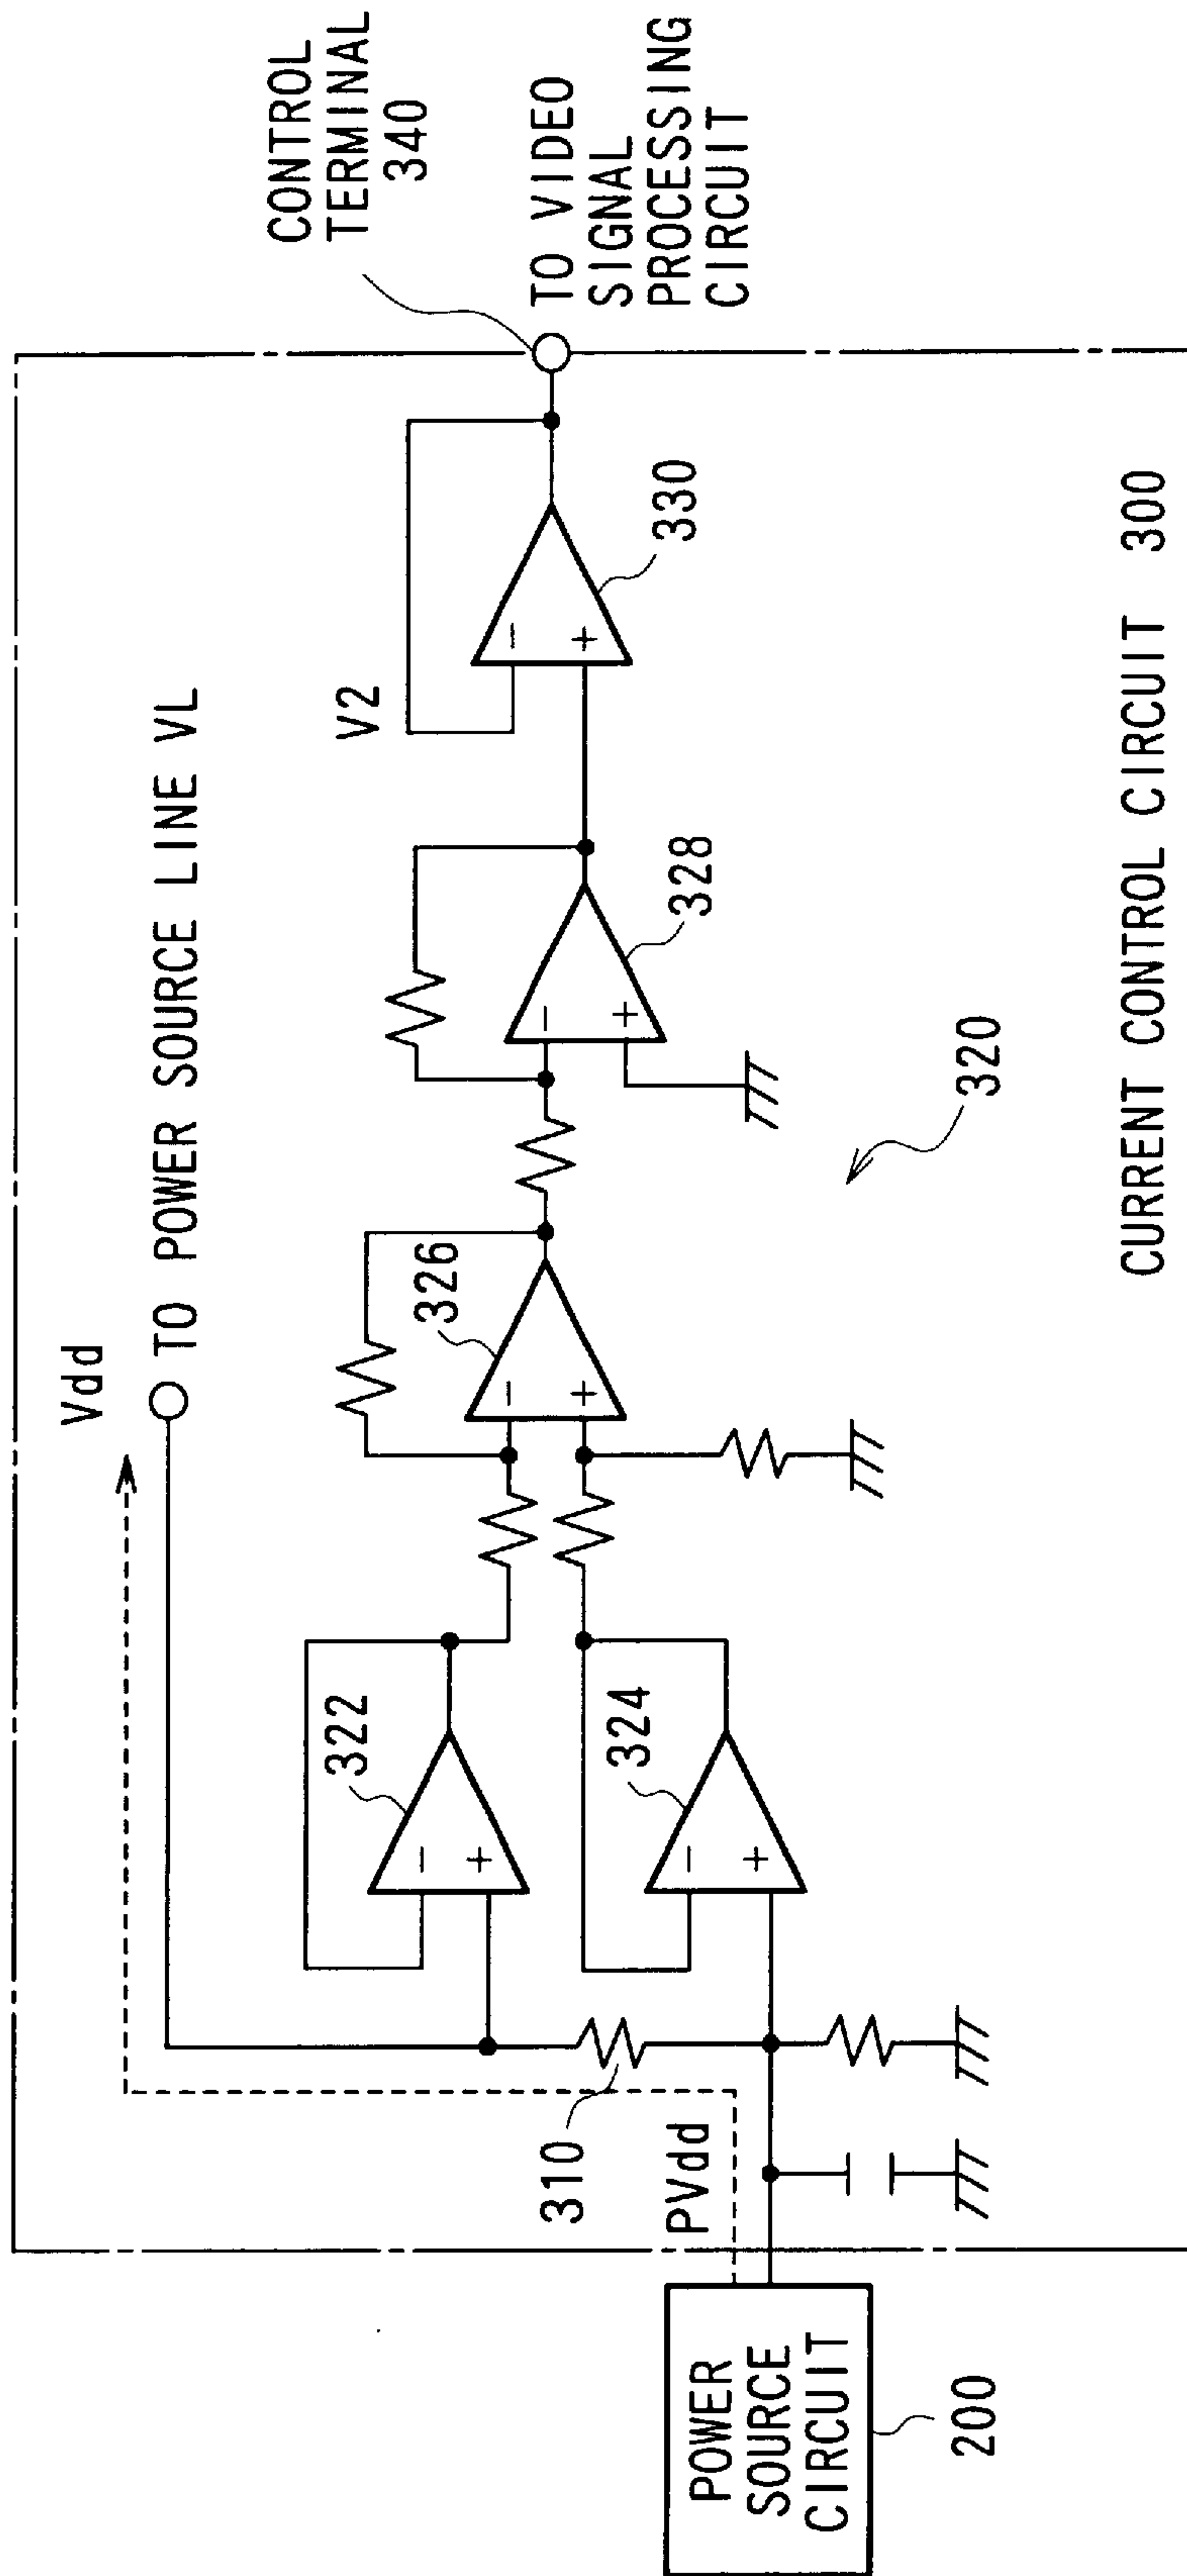 Vdd
TO POWER SOURCE LINE VL
CONTROL
TERMINAL
340
V2
TO VIDEO
SIGNAL
PROCESSING
CIRCUIT
322
-
+
324
-
+
326
-
+
328
-
+
330
-
+
310
PVdd
POWER
SOURCE
CIRCUIT
200
320
CURRENT CONTROL CIRCUIT 300